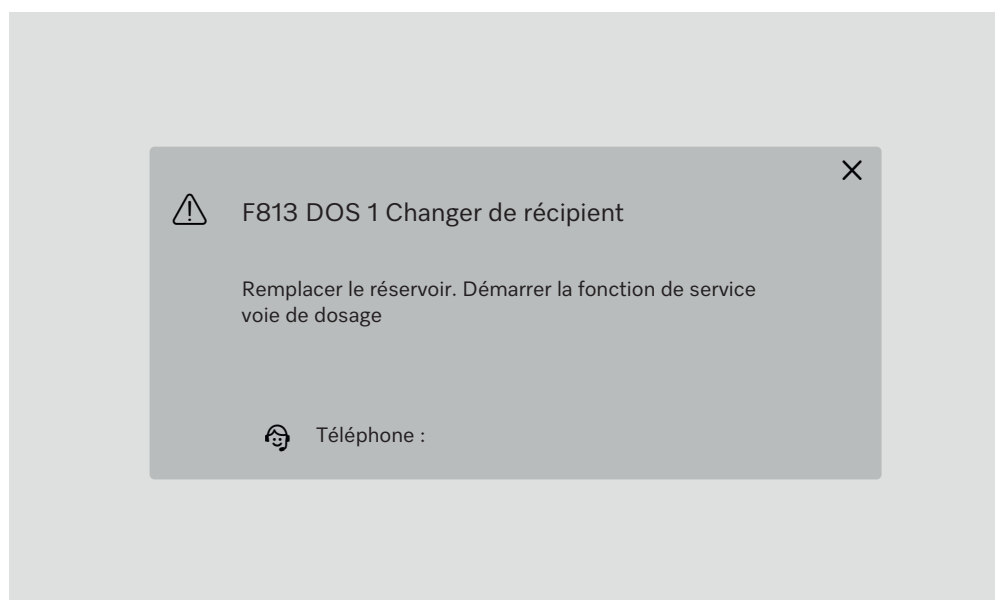 F813 DOS 1 Changer de récipient
Remplacer le réservoir. Démarrer la fonction de service
voie de dosage
Téléphone :